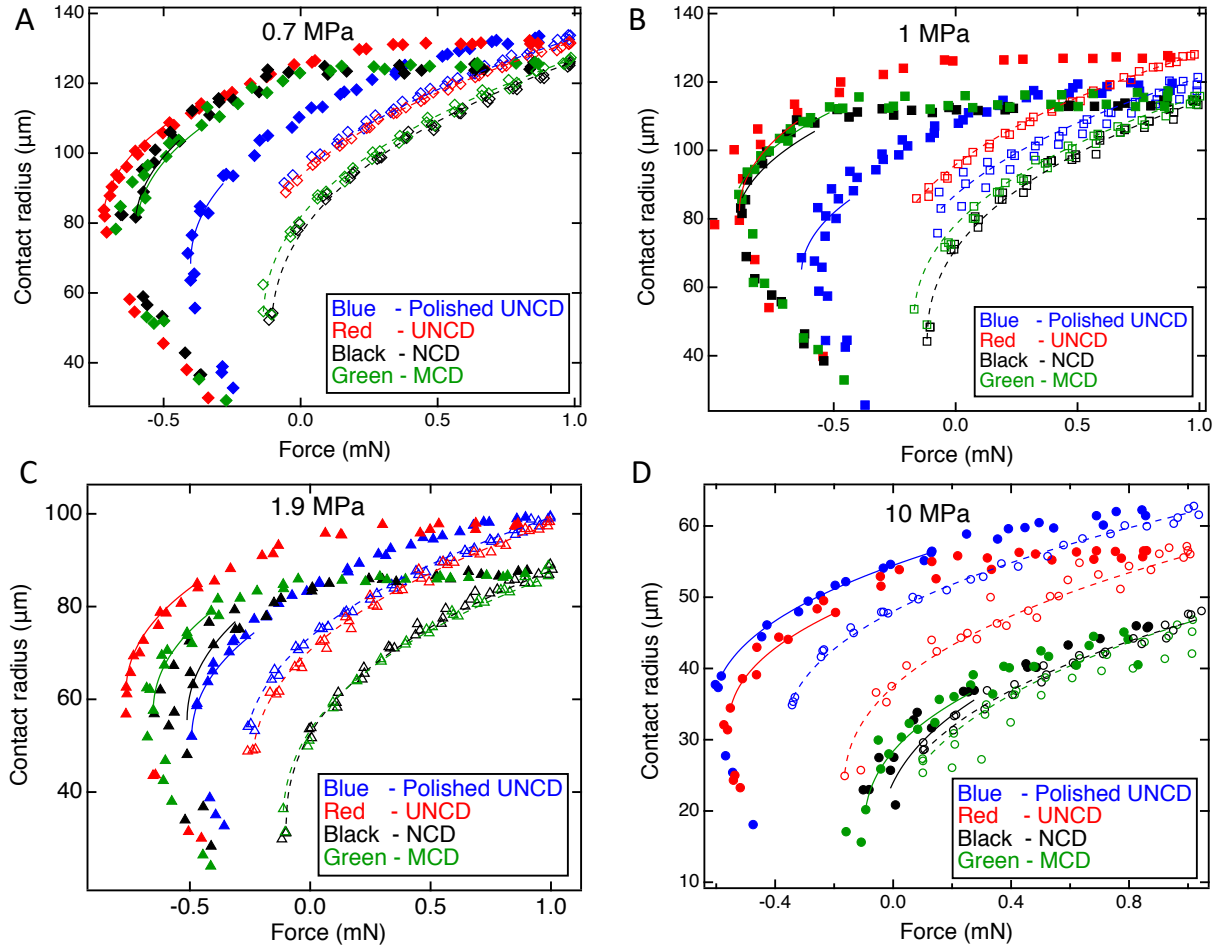 A
0.7 MPa
140
120
100
80
60
40
Contact radius (µm)
Blue - Polished UNCD
Red - UNCD
Black - NCD
Green - MCD
-0.5
0.0
0.5
1.0
Force (mN)
B
1 MPa
140
120
100
80
60
40
Contact radius (µm)
Blue - Polished UNCD
Red - UNCD
Black - NCD
Green - MCD
-0.5
0.0
0.5
1.0
Force (mN)
C
1.9 MPa
100
80
60
40
Contact radius (µm)
Blue - Polished UNCD
Red - UNCD
Black - NCD
Green - MCD
-0.5
0.0
0.5
1.0
Force (mN)
D
10 MPa
60
50
40
30
20
10
Contact radius (µm)
Blue - Polished UNCD
Red - UNCD
Black - NCD
Green - MCD
-0.4
0.0
0.4
0.8
Force (mN)